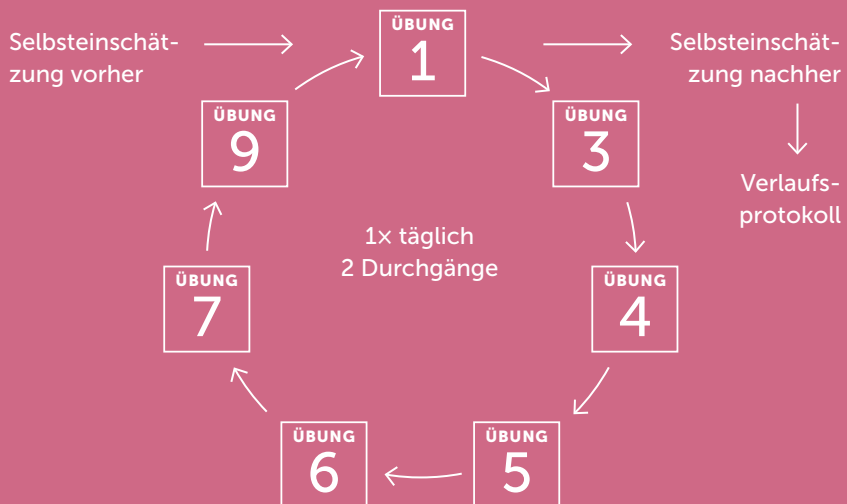 Selbsteinschät-
zung vorher
ÜBUNG
1
Selbsteinschät-
zung nachher
Verlaufs-
protokoll
ÜBUNG
3
ÜBUNG
4
ÜBUNG
5
ÜBUNG
6
ÜBUNG
7
ÜBUNG
9
1× täglich
2 Durchgänge